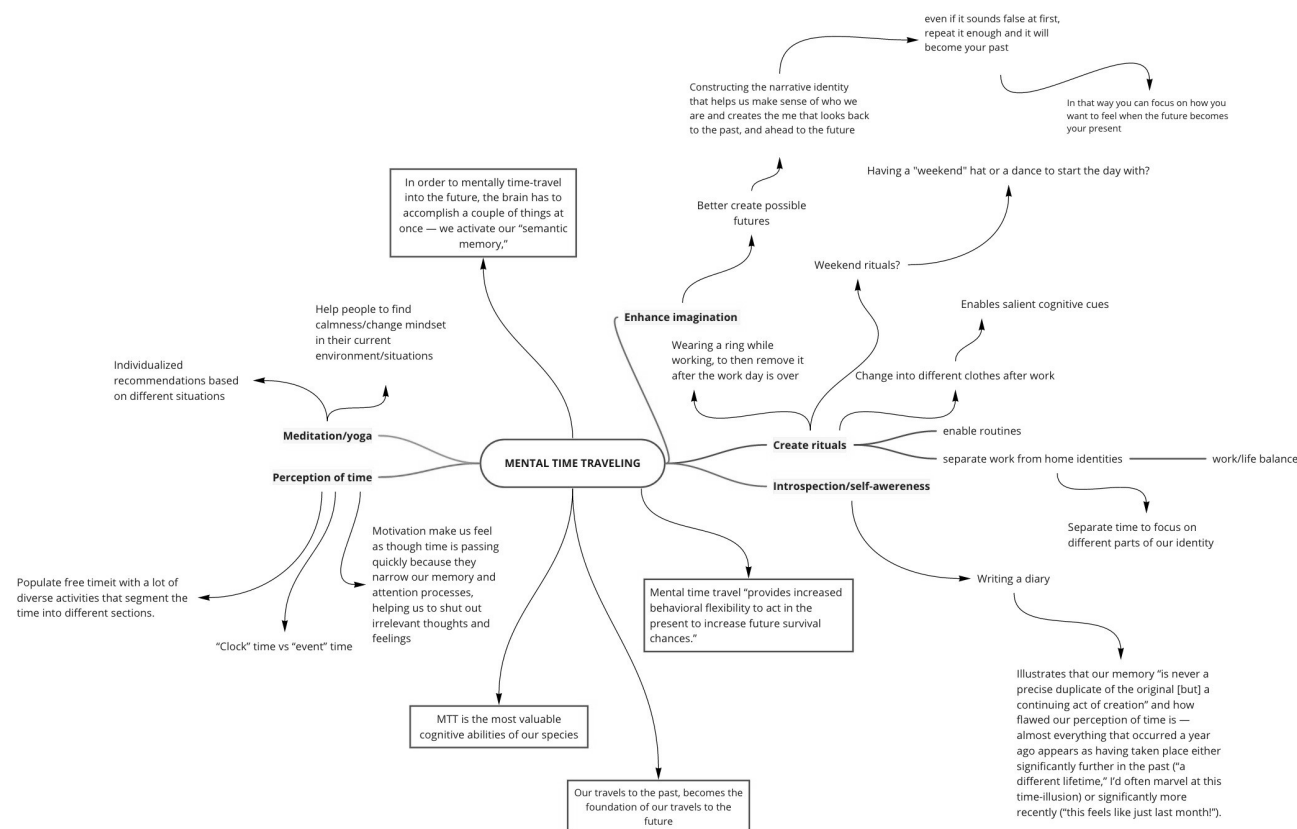 even if it sounds false at first,
repeat it enough and it will
become your past
Constructing the narrative identity
that helps us make sense of who we
are and creates the me that looks back
to the past, and ahead to the future
In that way you can focus on how you
want to feel when the future becomes
your present
In order to mentally time-travel
into the future, the brain has to
accomplish a couple of things at
once — we activate our “semantic
memory,”
Better create possible
futures
Having a "weekend" hat or a dance to start the day with?
Weekend rituals?
Enhance imagination
Enables salient cognitive cues
Help people to find
calmness/change mindset
in their current
environment/situations
Wearing a ring while
working, to then remove it
after the work day is over
Change into different clothes after work
Individualized
recommendations based
on different situations
Meditation/yoga
Perception of time
MENTAL TIME TRAVELING
Create rituals
enable routines
separate work from home identities
work/life balance
Introspection/self-awereness
Separate time to focus on
different parts of our identity
Motivation make us feel
as though time is passing
quickly because they
narrow our memory and
attention processes,
helping us to shut out
irrelevant thoughts and
feelings
Populate free timeit with a lot of
diverse activities that segment the
time into different sections.
“Clock” time vs “event” time
Mental time travel “provides increased
behavioral flexibility to act in the
present to increase future survival
chances.”
Writing a diary
MTT is the most valuable
cognitive abilities of our species
Our travels to the past, becomes the
foundation of our travels to the
future
Illustrates that our memory “is never a
precise duplicate of the original [but] a
continuing act of creation” and how
flawed our perception of time is —
almost everything that occurred a year
ago appears as having taken place either
significantly further in the past (“a
different lifetime,” I’d often marvel at this
time-illusion) or significantly more
recently (“this feels like just last month!”).